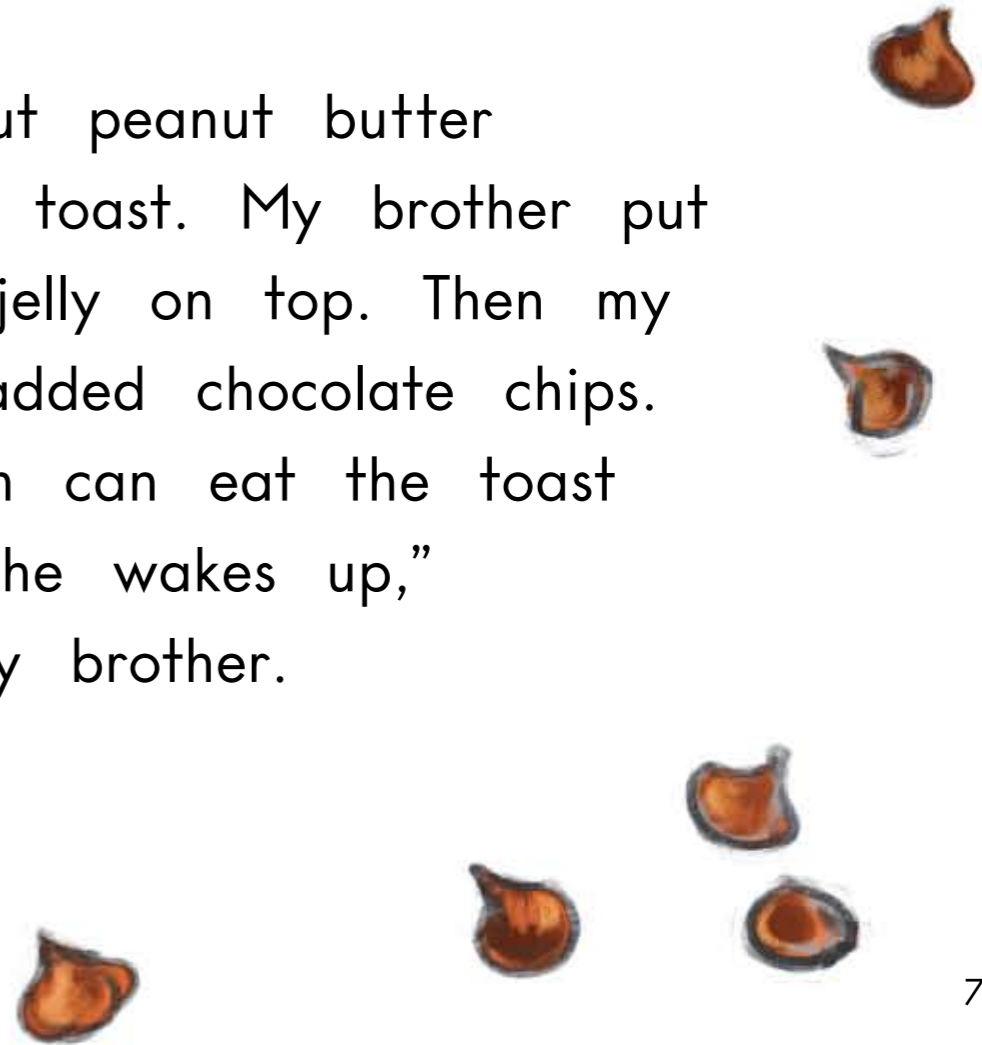 ut peanut butter
toast. My brother put
jelly on top. Then my
added chocolate chips.
can eat the toast
he wakes up,”
y brother.
7